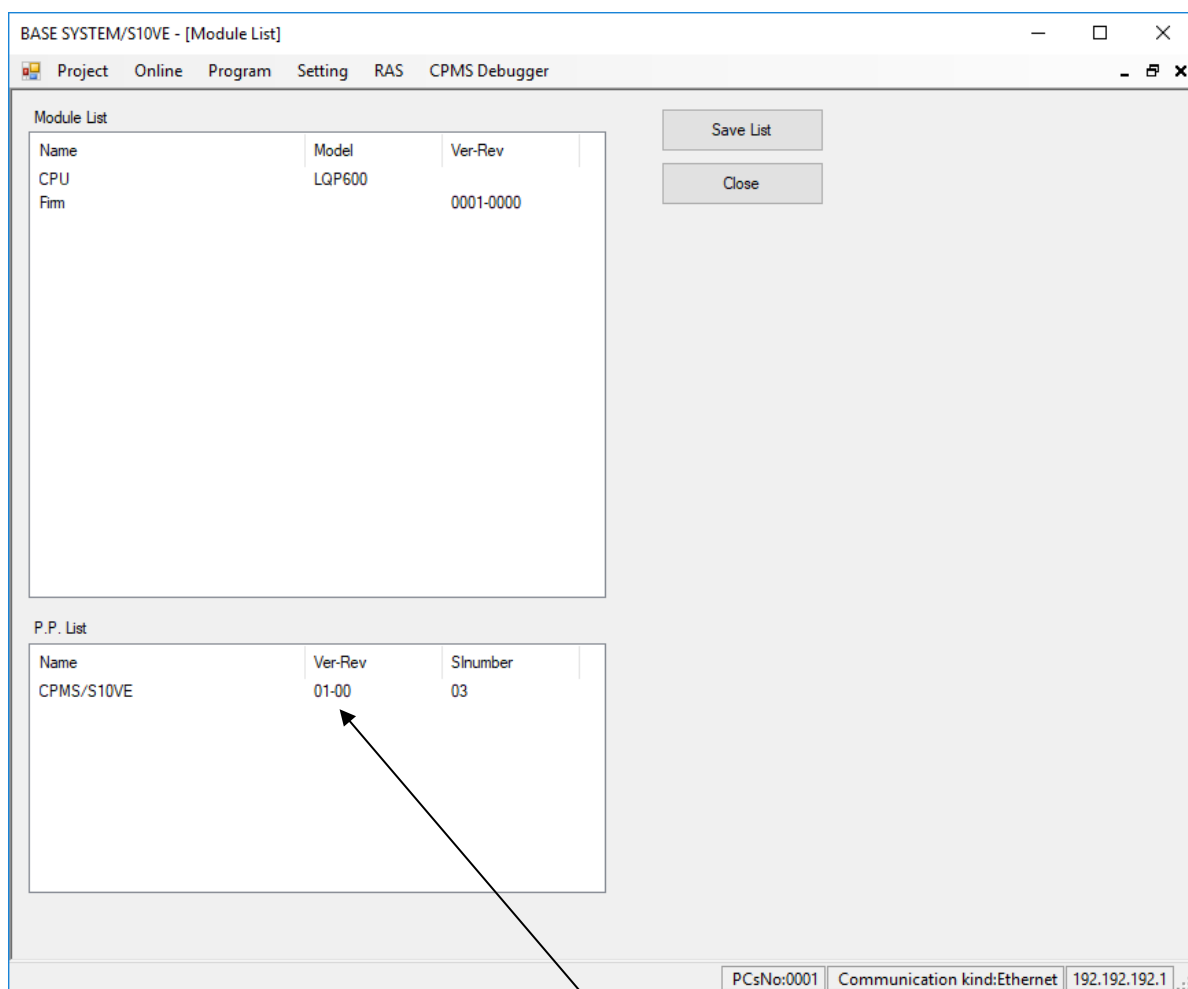 BASE SYSTEM/S10VE - [Module List]
Project Online Program Setting RAS CPMS Debugger
Module List
Name Model Ver-Rev
CPU LQP600
Firm 0001-0000
Save List
Close
P.P. List
Name Ver-Rev SInumber
CPMS/S10VE 01-00 03
PCsNo:0001 Communication kind:Ethernet 192.192.192.1